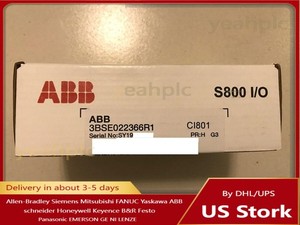 eahplc
ABB
S800 I/O
ABB
3BSE022366R1
CI801
Serial No:SY19
PR:H G3
Delivery in about 3-5 days
Allen-Bradley Siemens Mitsubishi FANUC Yaskawa ABB
schneider Honeywell Keyence B&R Festo
Panasonic EMERSON GE NI LENZE
By DHL/UPS
US Stork